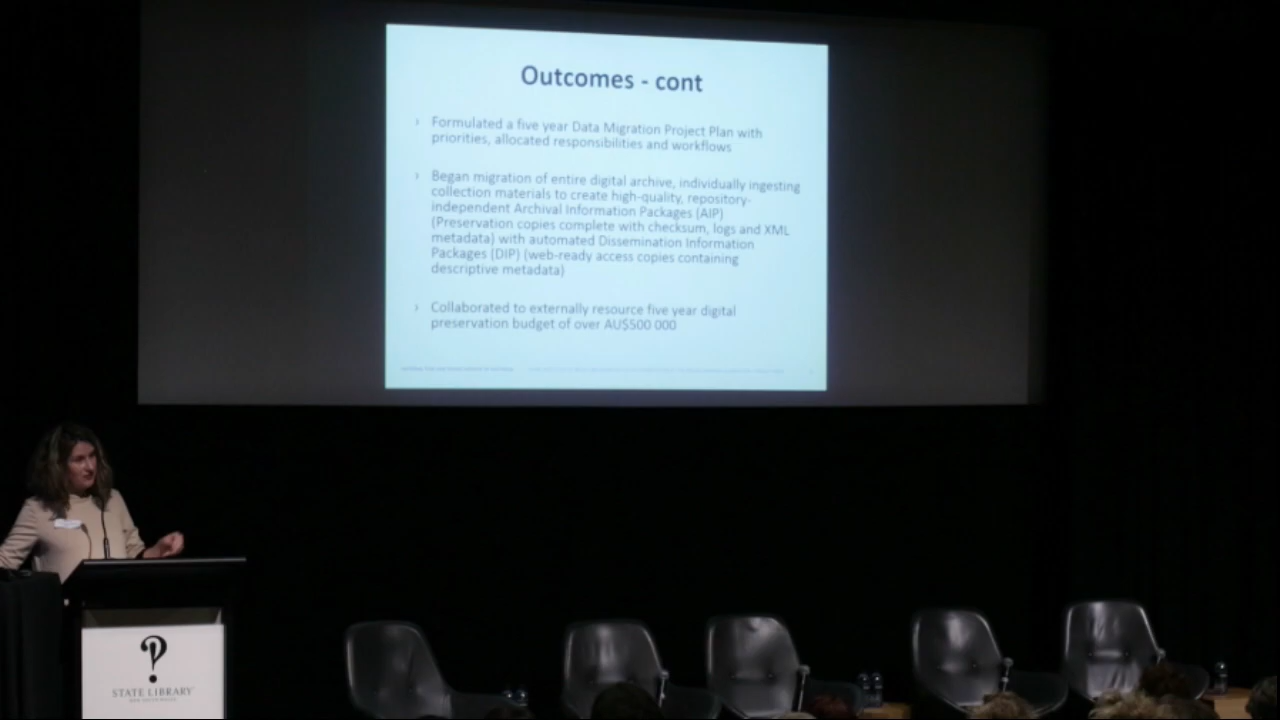 Outcomes - cont
› Formulated a five year Data Migration Project Plan with
priorities, allocated responsibilities and workflows
› Began migration of entire digital archive, individually ingesting
collection materials to create high-quality, repository-
independent Archival Information Packages (AIP)
(Preservation copies complete with checksum, logs and XML
metadata) with automated Dissemination Information
Packages (DIP) (web-ready access copies containing
descriptive metadata)
› Collaborated to externally resource five year digital
preservation budget of over AU$500 000
STATE LIBRARY
NEW SOUTH WALES